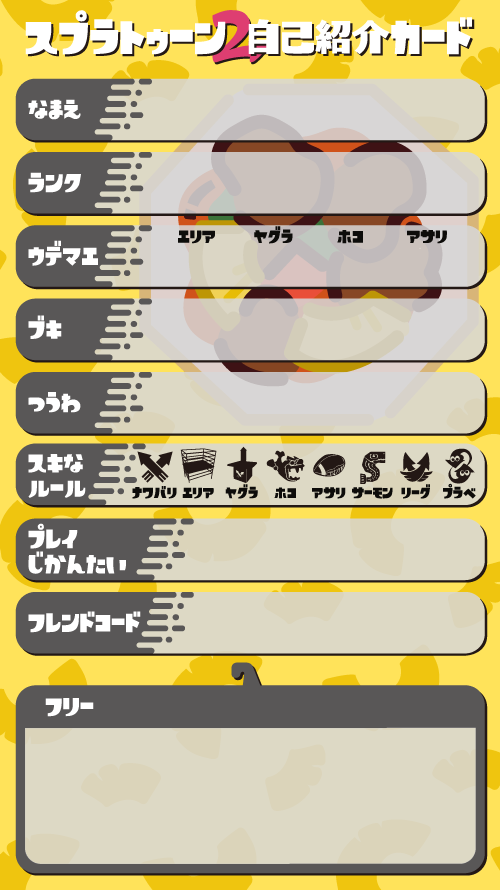 スプラトゥーン2自己紹介カード
なまえ
ランク
ウデマエ
エリア ヤグラ ホコ アサリ
ブキ
つうわ
スキな
ルール
ナワバリ エリア ヤグラ ホコ アサリ サーモン リーグ プラベ
プレイ
じかんたい
フレンドコード
フリー